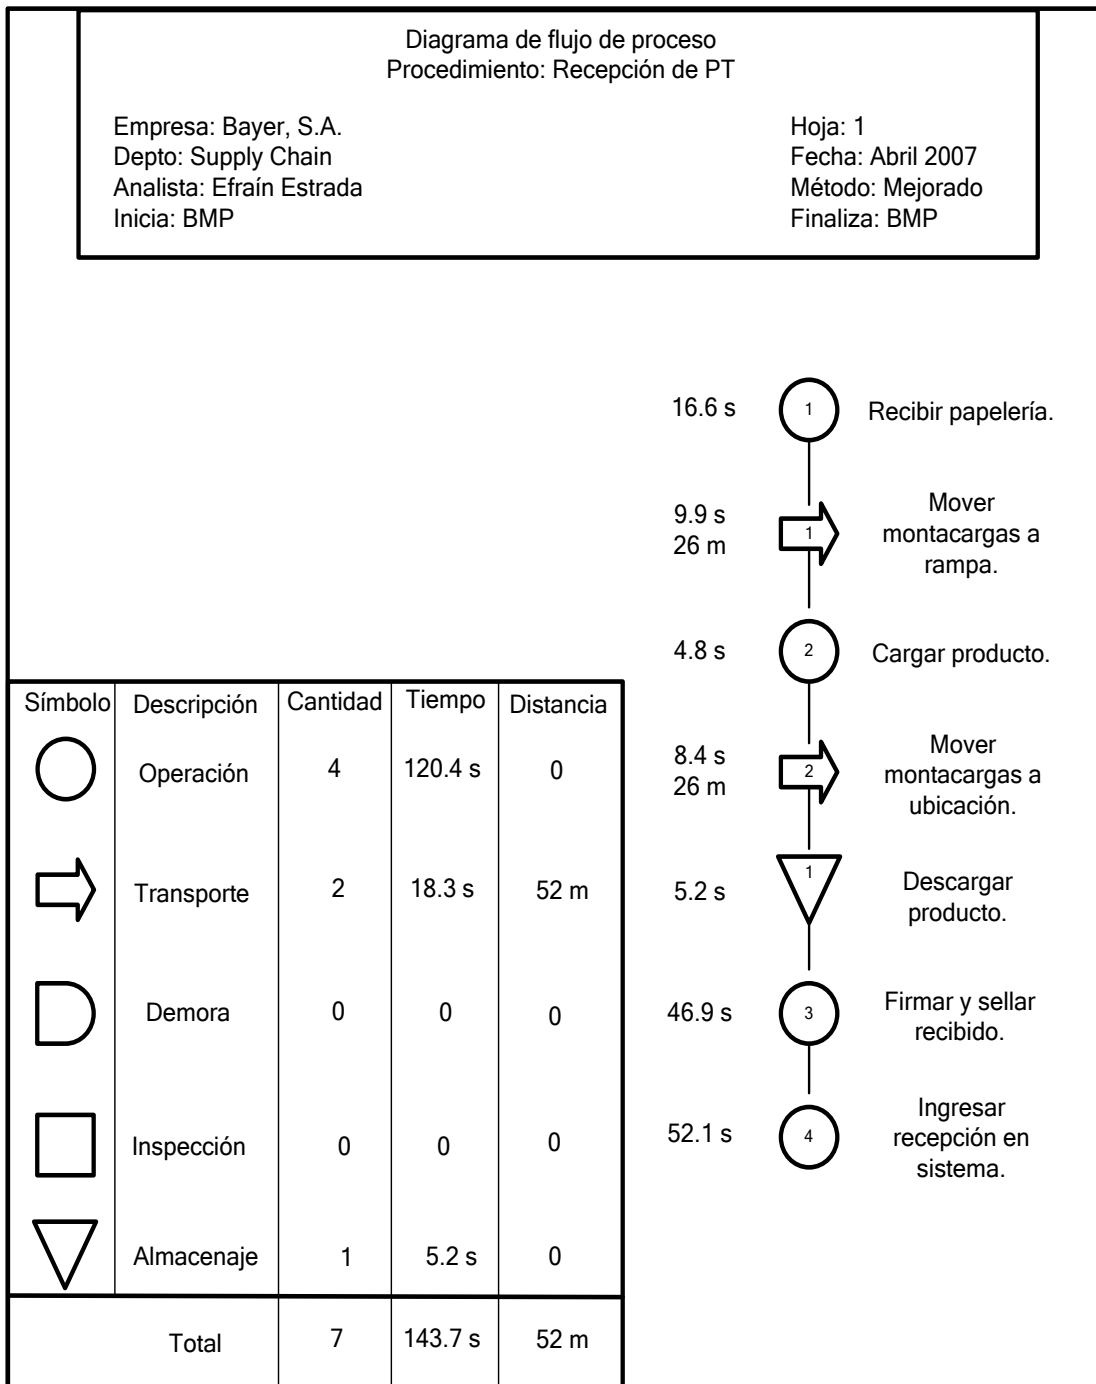 Diagrama de flujo de proceso
Procedimiento: Recepción de PT
Empresa: Bayer, S.A.
Depto: Supply Chain
Analista: Efraín Estrada
Inicia: BMP
Hoja: 1
Fecha: Abril 2007
Método: Mejorado
Finaliza: BMP
16.6 s 1 Recibir papelería.
9.9 s
26 m
1
Mover
montacargas a
rampa.
4.8 s 2 Cargar producto.
8.4 s
26 m
2
Mover
montacargas a
ubicación.
5.2 s
1
Descargar
producto.
46.9 s
3
Firmar y sellar
recibido.
52.1 s
4
Ingresar
recepción en
sistema.
Símbolo Descripción Cantidad Tiempo Distancia
Operación 4 120.4 s 0
Transporte 2 18.3 s 52 m
Demora 0 0 0
Inspección 0 0 0
Almacenaje 1 5.2 s 0
Total 7 143.7 s 52 m